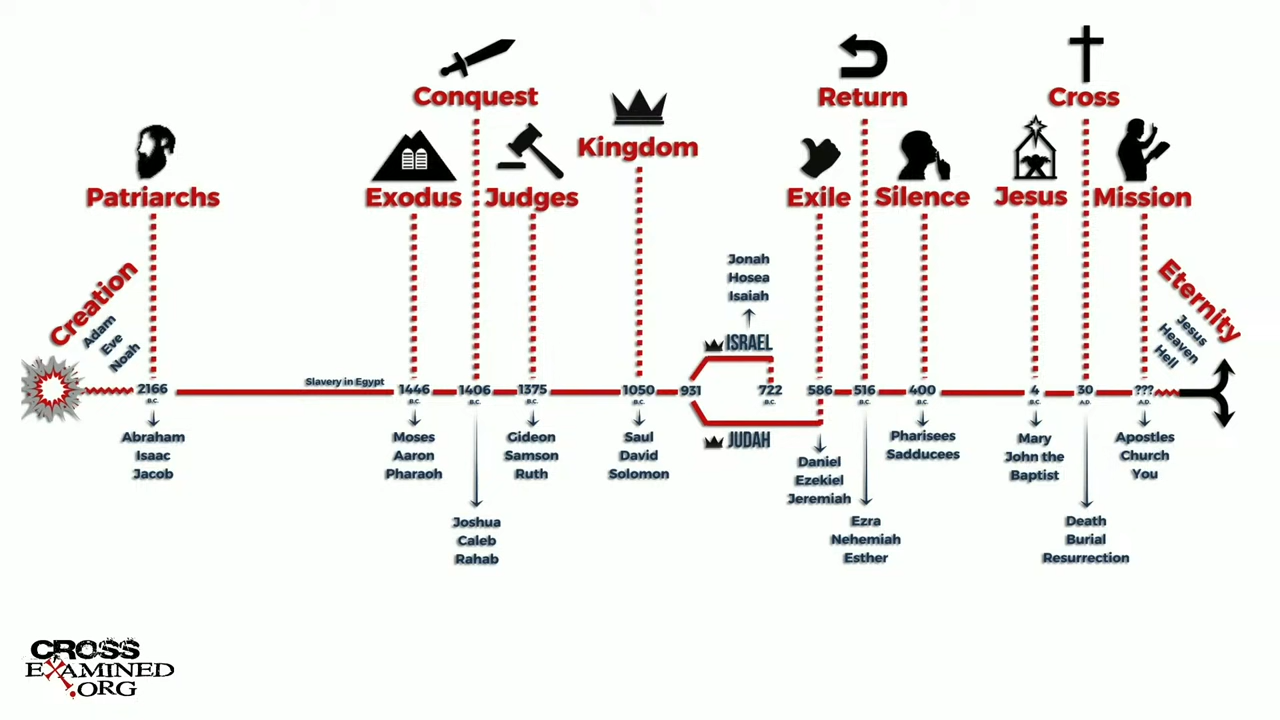 Conquest
Return
Cross
Kingdom
Patriarchs
Exodus
Judges
Exile
Silence
Jesus
Mission
Creation
Adam
Eve
Noah
Jonah
Hosea
Isaiah
ISRAEL
Eternity
Jesus
Heaven
Hell
Slavery in Egypt
2166
B.C.
1446
B.C.
1406
B.C.
1375
B.C.
1050
B.C.
931
722
B.C.
586
516
B.C.
400
B.C.
4
B.C.
30
A.D.
???
A.D.
JUDAH
Abraham
Isaac
Jacob
Moses
Aaron
Pharaoh
Joshua
Caleb
Rahab
Gideon
Samson
Ruth
Saul
David
Solomon
Daniel
Ezekiel
Jeremiah
Ezra
Nehemiah
Esther
Pharisees
Sadducees
Mary
John the
Baptist
Death
Burial
Resurrection
Apostles
Church
You
CROSS
EXAMINED
.ORG